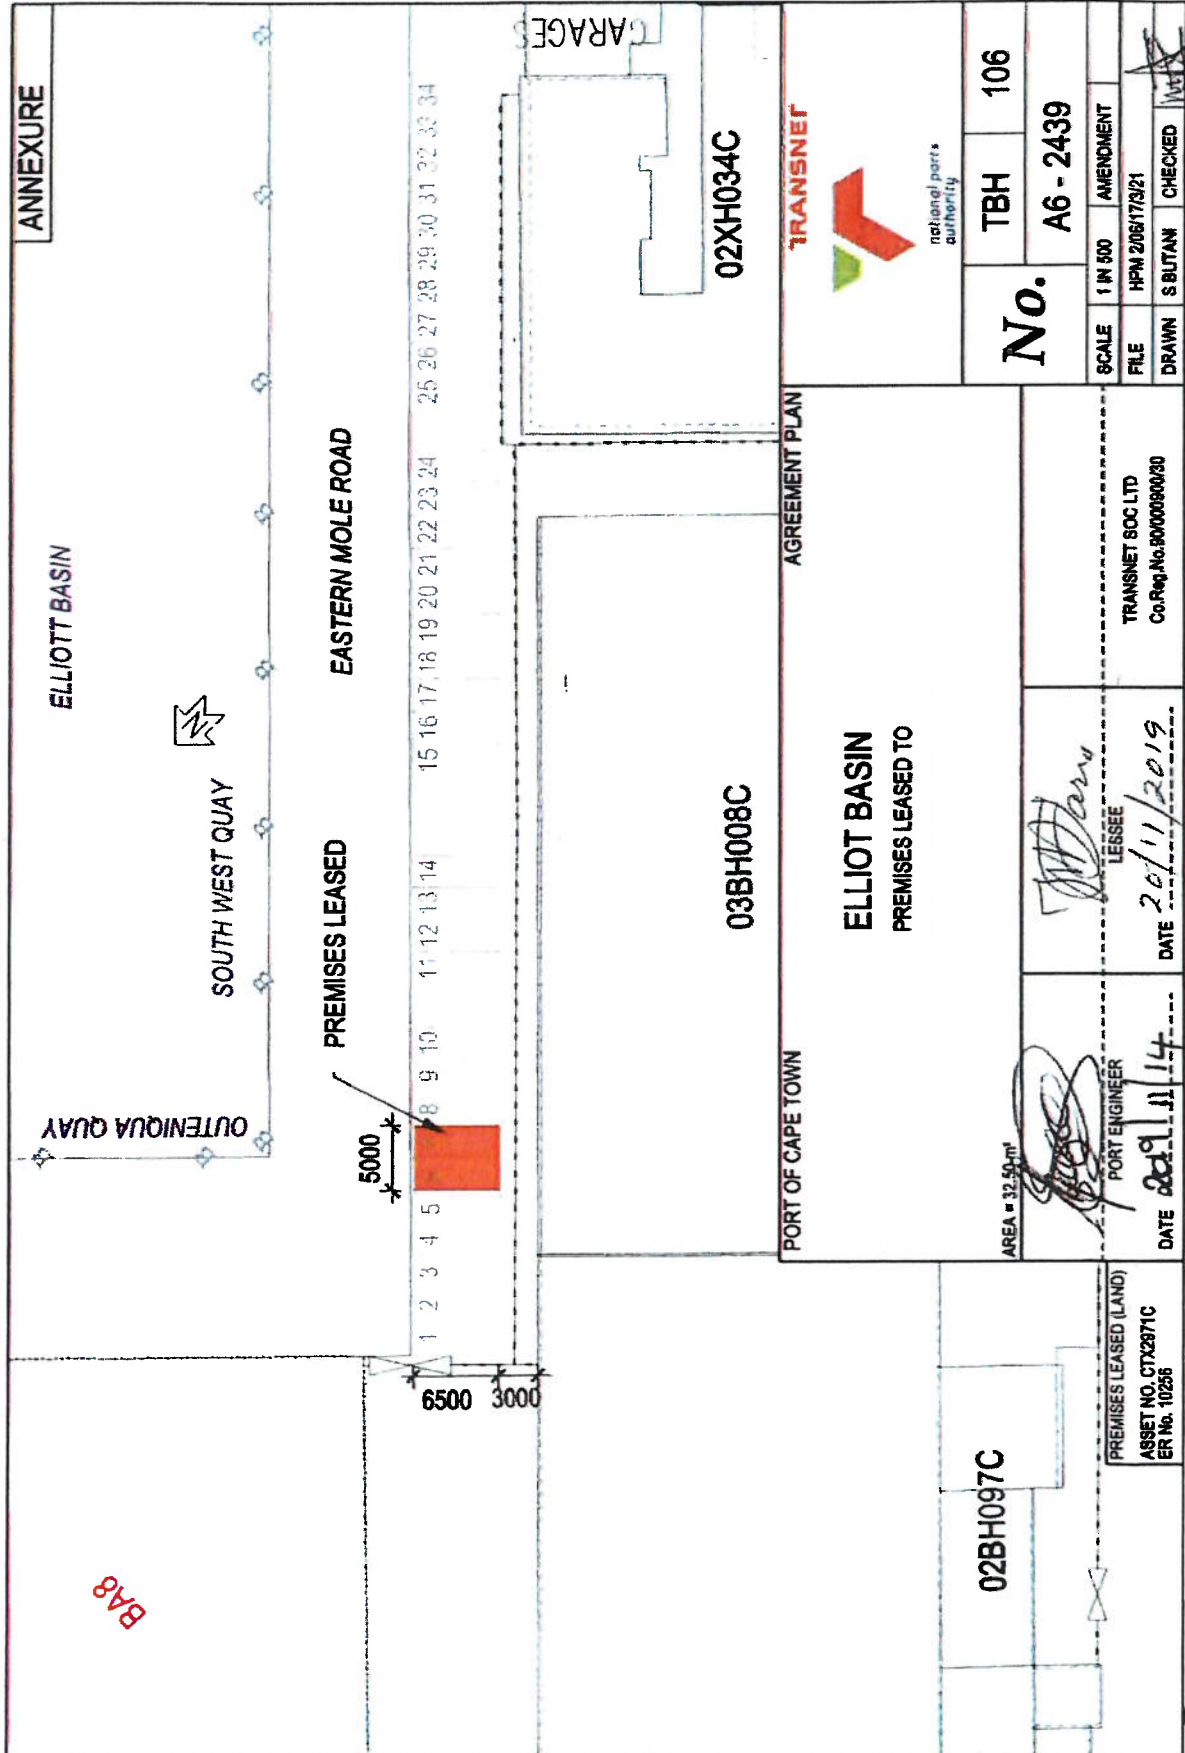 ANNEXURE
ELLIOTT BASIN
OUTENIQUA QUAY
SOUTH WEST QUAY
N
BA8
PREMISES LEASED
EASTERN MOLE ROAD
5000
1 2 3 4 5 8 9 10 11 12 13 14 15 16 17 18 19 20 21 22 23 24 25 26 27 28 29 30 31 32 33 34
6500
3000
GARAGES
03BH008C
02XH034C
02BH097C
PORT OF CAPE TOWN
AGREEMENT PLAN
ELLIOT BASIN
PREMISES LEASED TO
AREA = 32.50m²
TRANSNET
national ports
authority
No.
TBH
106
A6 - 2439
SCALE
1 IN 500
AMENDMENT
FILE
HPM 2/06/17/3/21
DRAWN
S BUTANI
CHECKED
PORT ENGINEER
DATE 2019/11/14
LESSEE
DATE 20/11/2019
TRANSNET SOC LTD
Co.Reg.No.90/000900/30
PREMISES LEASED (LAND)
ASSET NO. CTX2971C
ER No. 10256